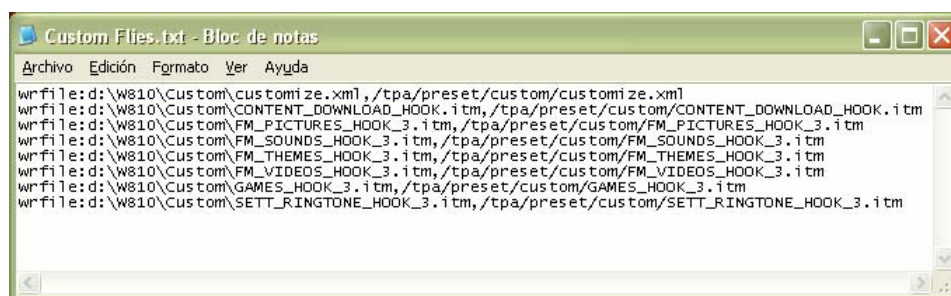 Custom Flies.txt - Bloc de notas
Archivo Edición Formato Ver Ayuda
wrfile:d:\W810\Custom\customize.xml,/tpa/preset/custom/customize.xml
wrfile:d:\W810\Custom\CONTENT_DOWNLOAD_HOOK.itm,/tpa/preset/custom/CONTENT_DOWNLOAD_HOOK.itm
wrfile:d:\W810\Custom\FM_PICTURES_HOOK_3.itm,/tpa/preset/custom/FM_PICTURES_HOOK_3.itm
wrfile:d:\W810\Custom\FM_SOUNDS_HOOK_3.itm,/tpa/preset/custom/FM_SOUNDS_HOOK_3.itm
wrfile:d:\W810\Custom\FM_THEMES_HOOK_3.itm,/tpa/preset/custom/FM_THEMES_HOOK_3.itm
wrfile:d:\W810\Custom\FM_VIDEOS_HOOK_3.itm,/tpa/preset/custom/FM_VIDEOS_HOOK_3.itm
wrfile:d:\W810\Custom\GAMES_HOOK_3.itm,/tpa/preset/custom/GAMES_HOOK_3.itm
wrfile:d:\W810\Custom\SETT_RINGTONE_HOOK_3.itm,/tpa/preset/custom/SETT_RINGTONE_HOOK_3.itm